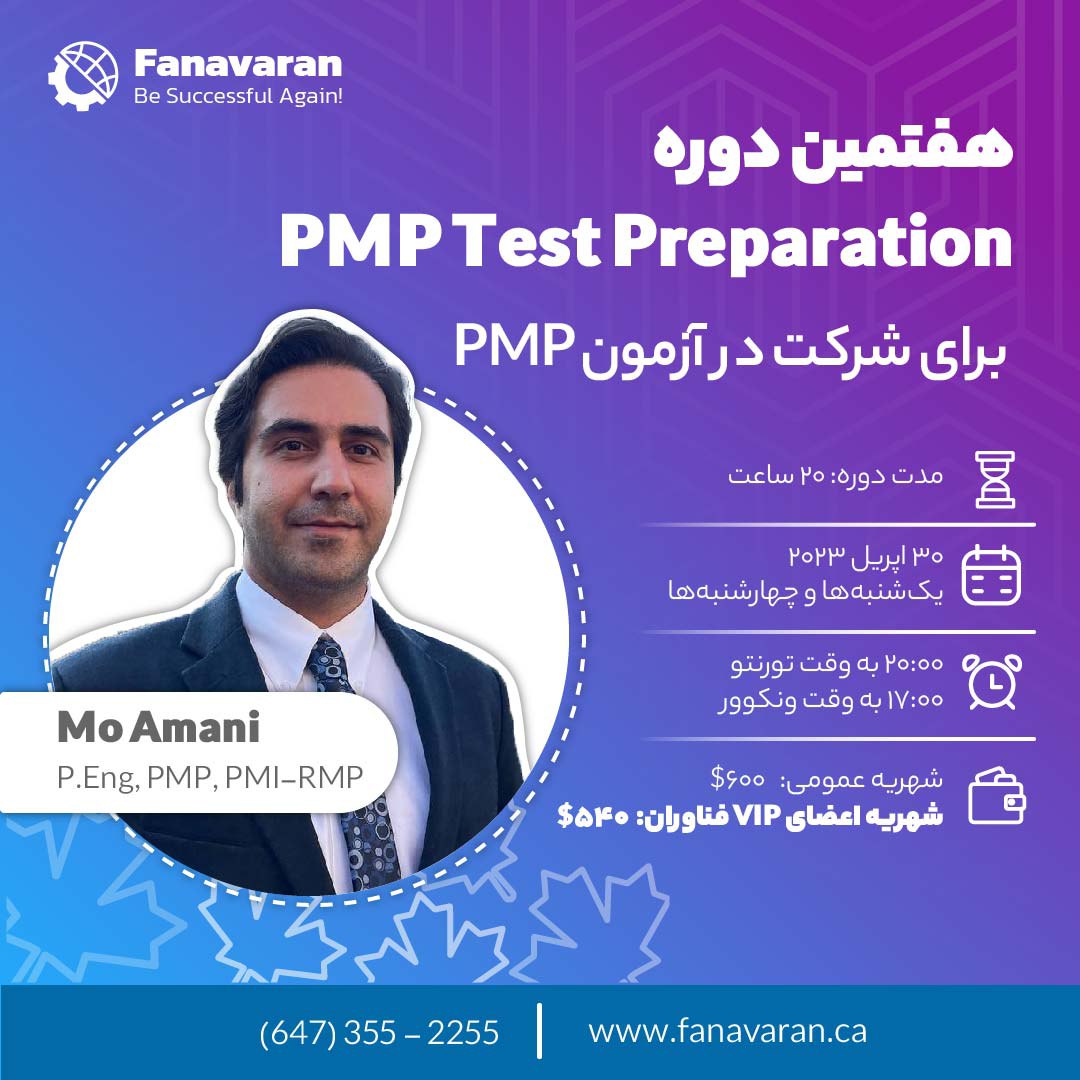 Fanavaran
Be Successful Again!
هفتمین دوره
PMP Test Preparation
برای شرکت در آزمون PMP
مدت دوره: ۲۰ ساعت
۳۰ اپریل ۲۰۲۳
یک‌شنبه‌ها و چهارشنبه‌ها
۲۰:۰۰ به وقت تورنتو
۱۷:۰۰ به وقت ونکوور
شهریه عمومی: ۶۰۰$
شهریه اعضای VIP فناوران: ۵۴۰$
Mo Amani
P.Eng, PMP, PMI-RMP
(647) 355 - 2255
www.fanavaran.ca